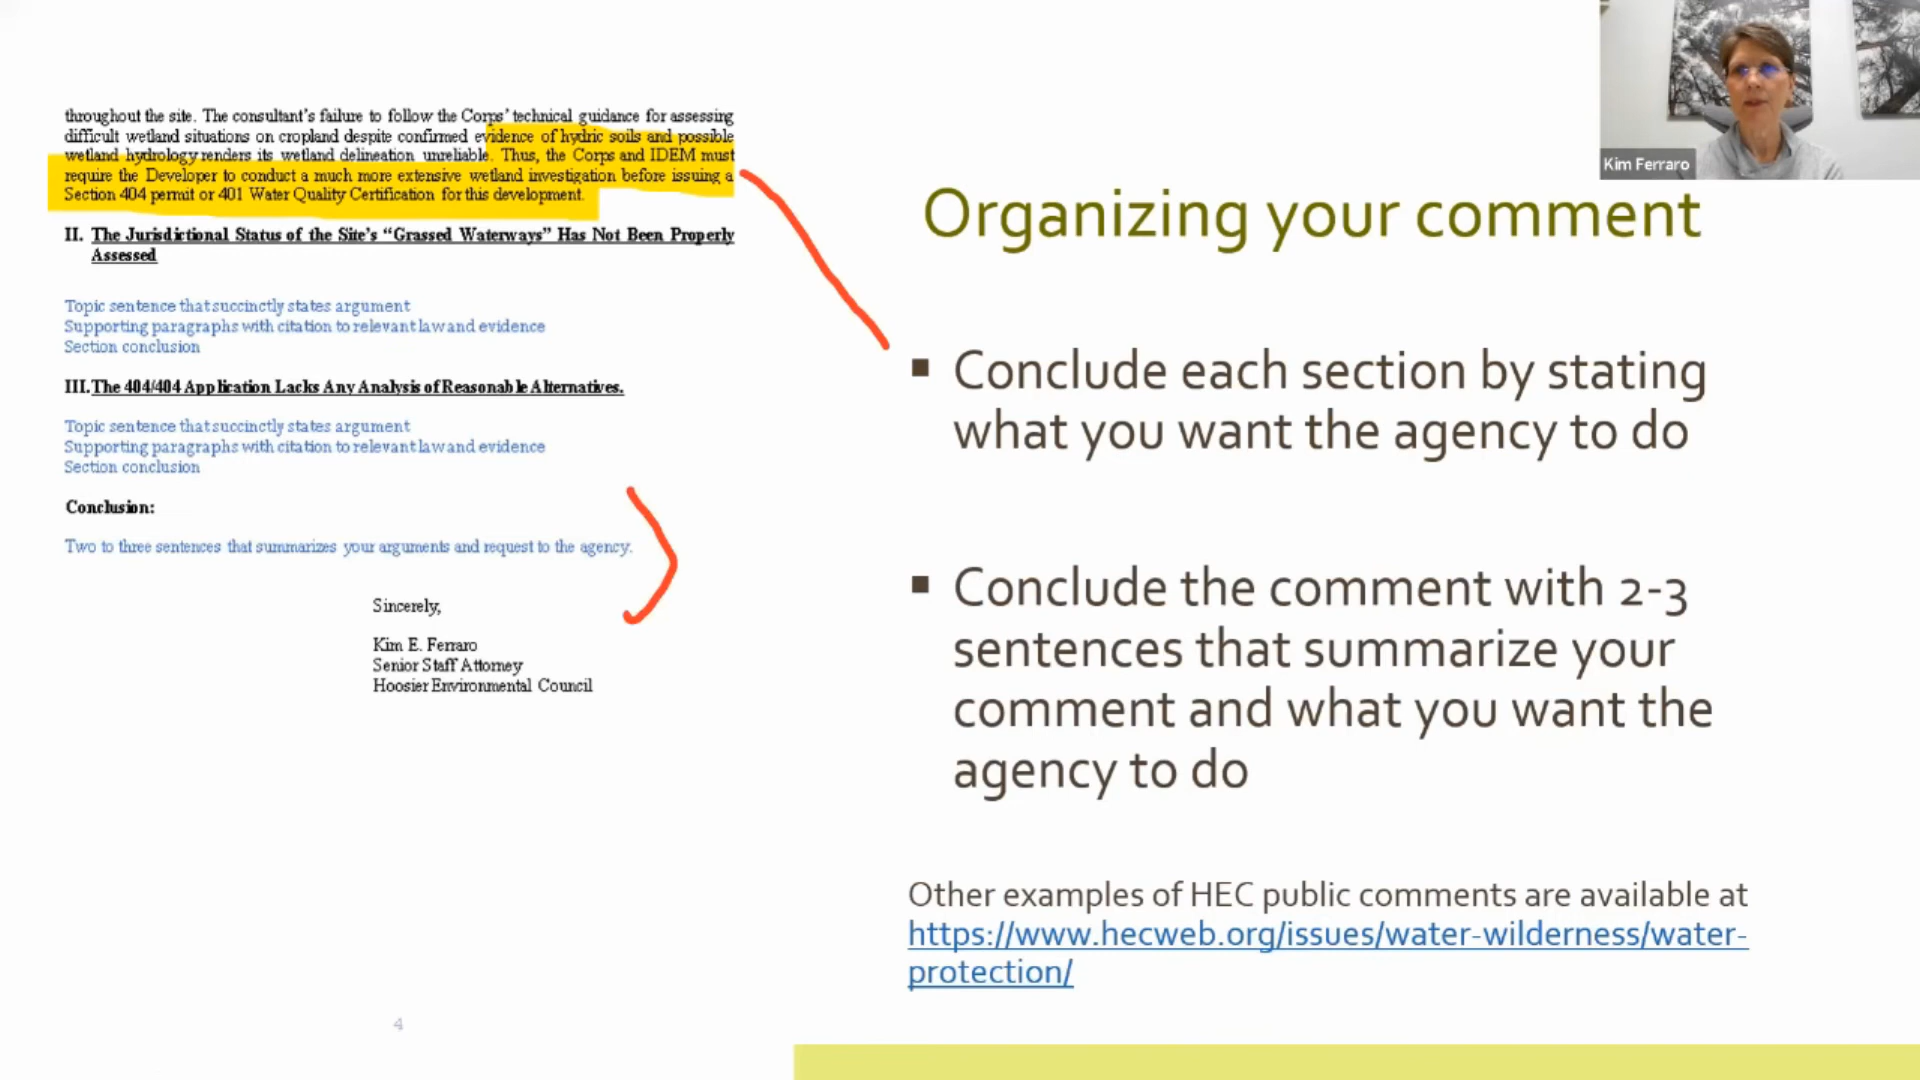 throughout the site. The consultant's failure to follow the Corps' technical guidance for assessing
difficult wetland situations on cropland despite confirmed evidence of hydric soils and possible
wetland hydrology renders its wetland delineation unreliable. Thus, the Corps and IDEM must
require the Developer to conduct a much more extensive wetland investigation before issuing a
Section 404 permit or 401 Water Quality Certification for this development.
II. The Jurisdictional Status of the Site's "Grassed Waterways" Has Not Been Properly
Assessed
Topic sentence that succinctly states argument
Supporting paragraphs with citation to relevant law and evidence
Section conclusion
III. The 404/404 Application Lacks Any Analysis of Reasonable Alternatives.
Topic sentence that succinctly states argument
Supporting paragraphs with citation to relevant law and evidence
Section conclusion
Conclusion:
Two to three sentences that summarizes your arguments and request to the agency.
Sincerely,
Kim E. Ferraro
Senior Staff Attorney
Hoosier Environmental Council
4
Kim Ferraro
Organizing your comment
▪ Conclude each section by stating
what you want the agency to do
▪ Conclude the comment with 2-3
sentences that summarize your
comment and what you want the
agency to do
Other examples of HEC public comments are available at
https://www.hecweb.org/issues/water-wilderness/water-
protection/